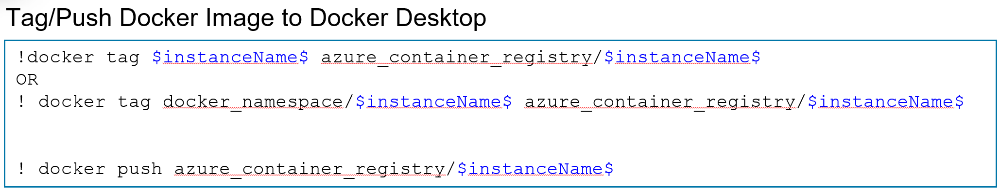 Tag/Push Docker Image to Docker Desktop
!docker tag $instanceName$ azure_container_registry/$instanceName$
OR
! docker tag docker_namespace/$instanceName$ azure_container_registry/$instanceName$
! docker push azure_container_registry/$instanceName$